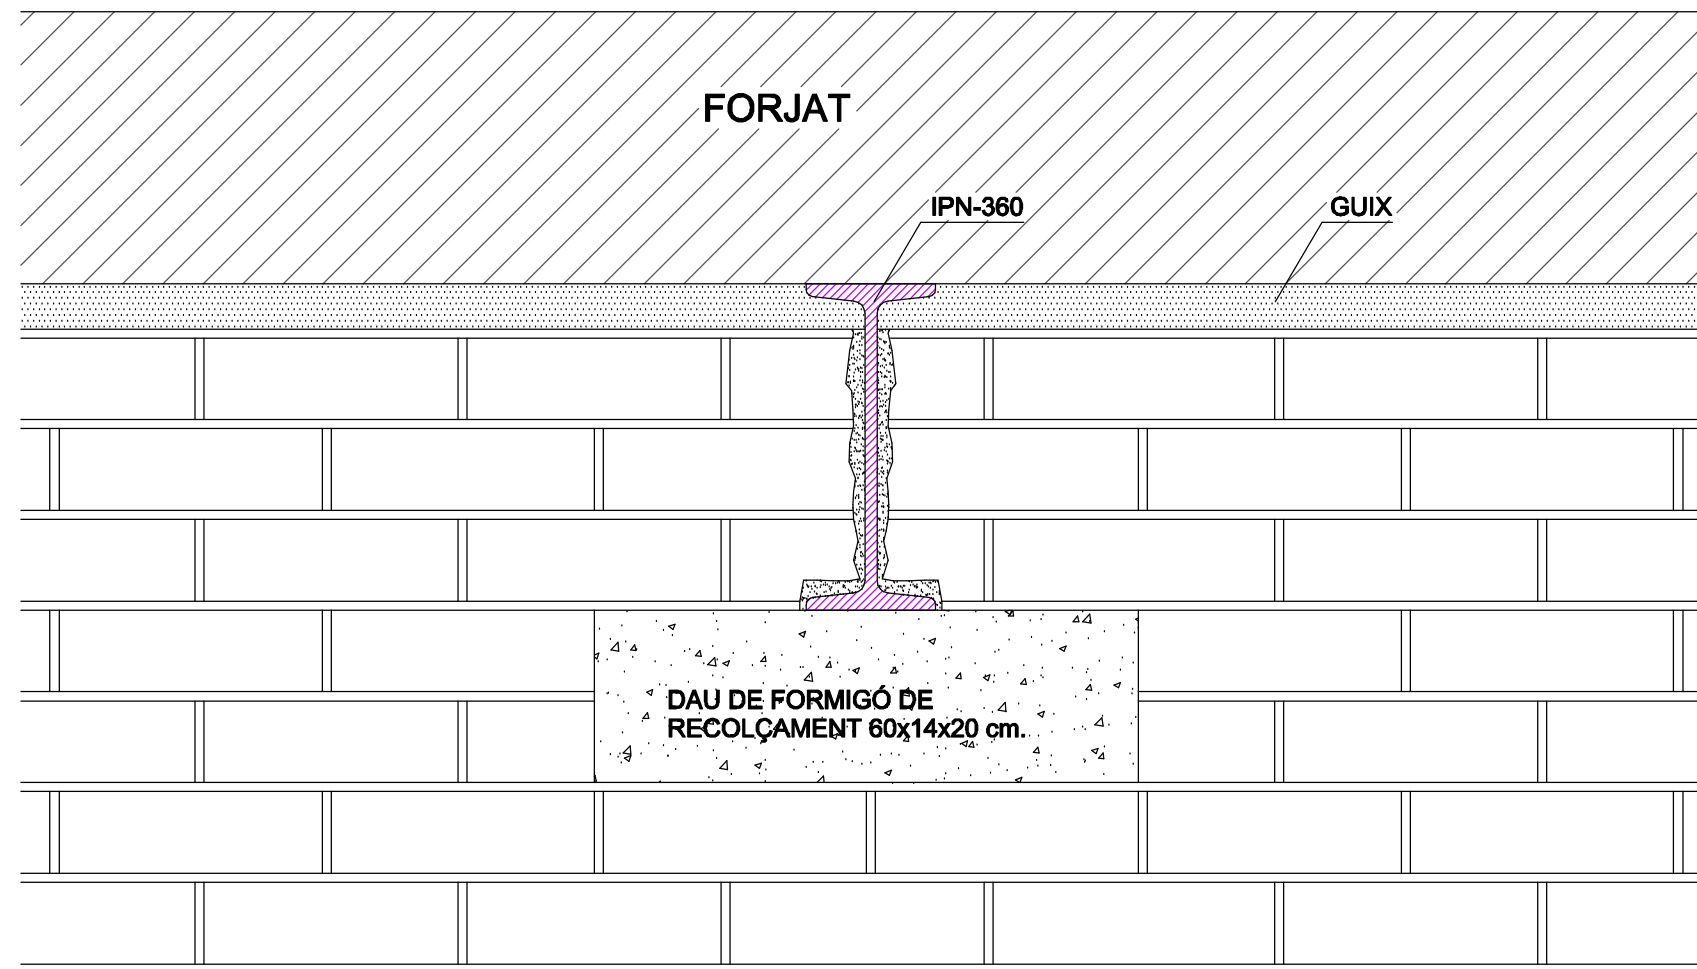 FORJAT
IPN-360
GUIX
DAU DE FORMIGÓ DE
RECOLÇAMENT 60x14x20 cm.